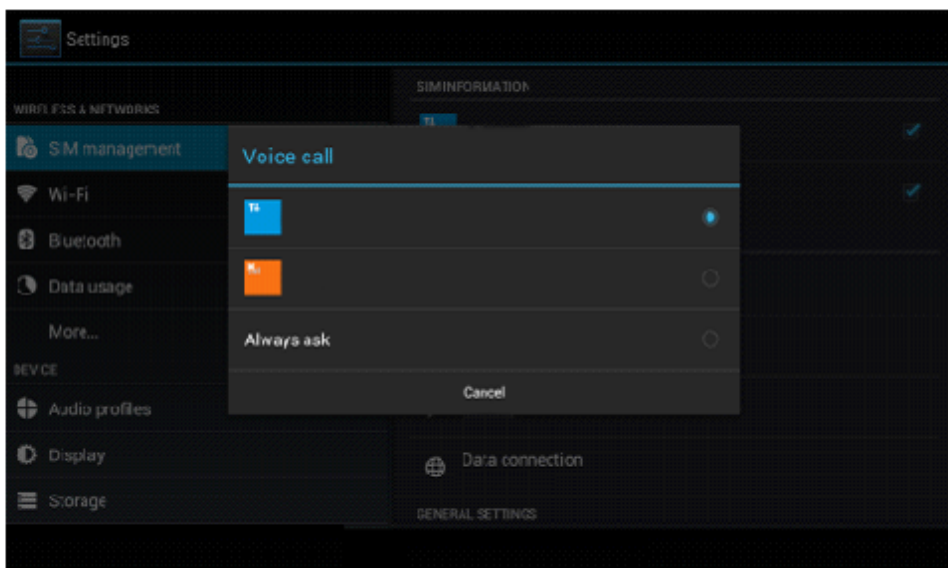 Settings
WIRELESS & NETWORKS
SIM management
Wi-Fi
Bluetooth
Data usage
More...
DEVICE
Audio profiles
Display
Storage
SIM INFORMATION
Voice call
Always ask
Cancel
Data connection
GENERAL SETTINGS